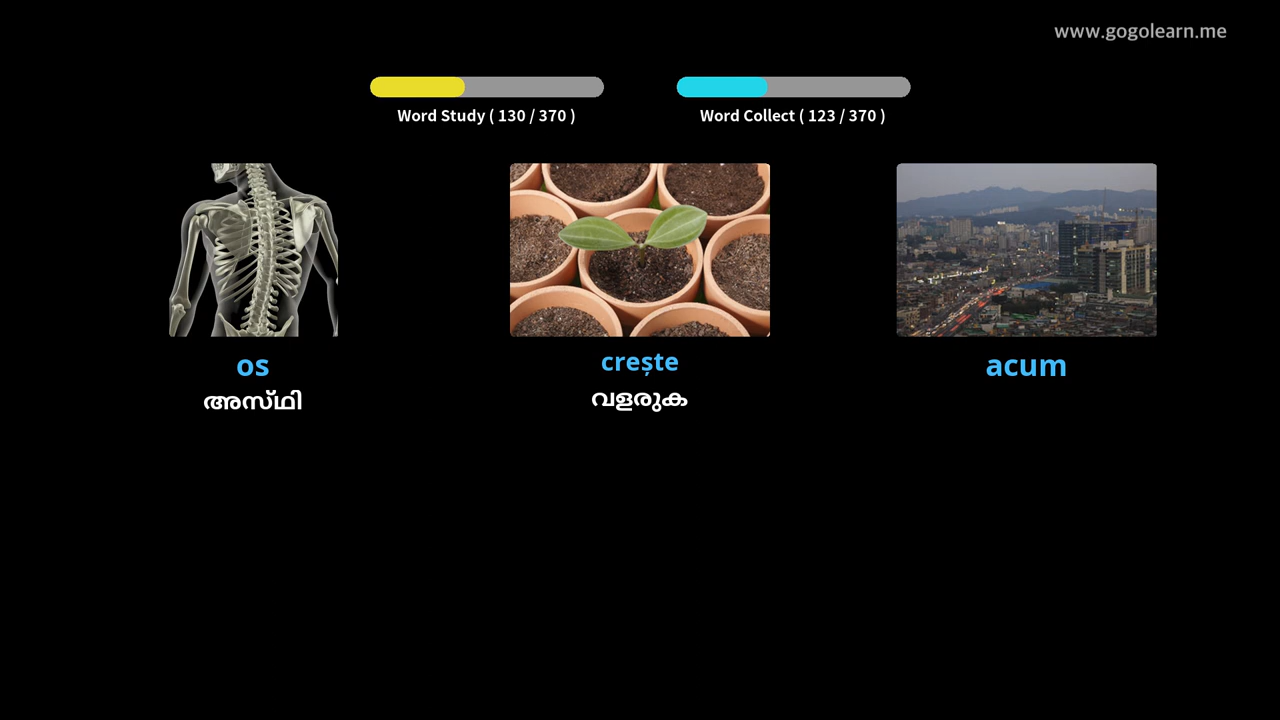 www.gogolearn.me
Word Study ( 130 / 370 )
Word Collect ( 123 / 370 )
os
crește
acum
അസ്ഥി
വളരുക